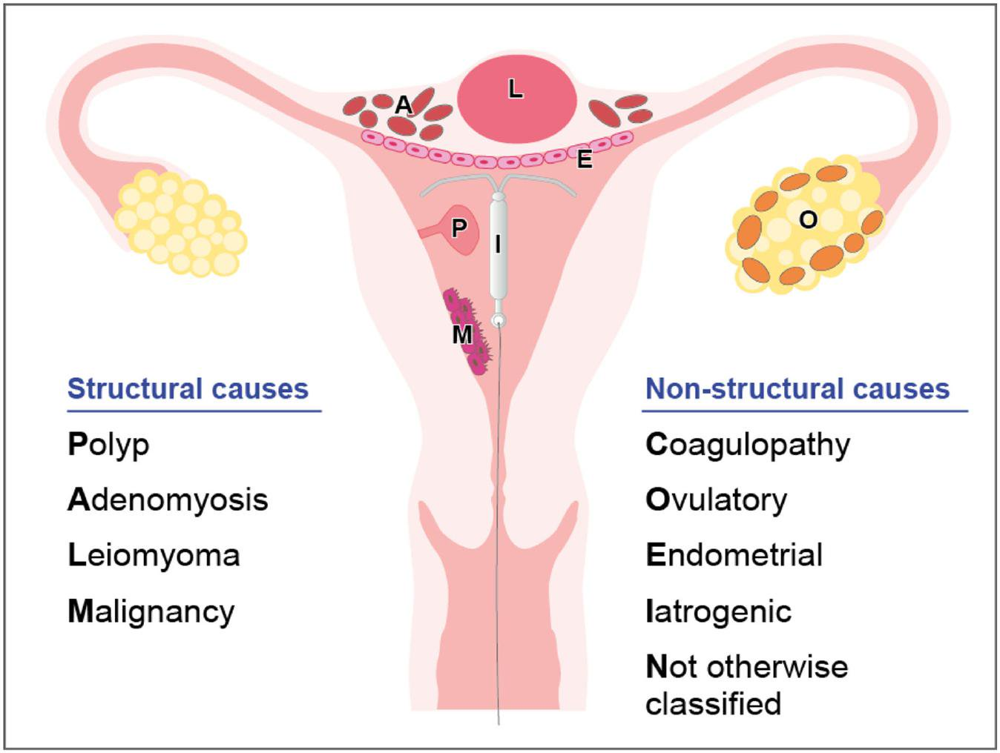 L
A
E
P
O
I
M
Structural causes
Polyp
Adenomyosis
Leiomyoma
Malignancy
Non-structural causes
Coagulopathy
Ovulatory
Endometrial
Iatrogenic
Not otherwise
classified